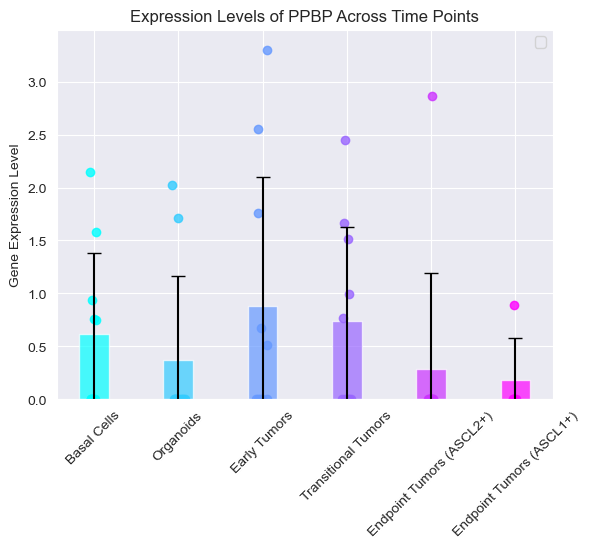 Expression Levels of PPBP Across Time Points
Gene Expression Level
3.0
2.5
2.0
1.5
1.0
0.5
0.0
Basal Cells
Organoids
Early Tumors
Transitional Tumors
Endpoint Tumors (ASCL2+)
Endpoint Tumors (ASCL1+)